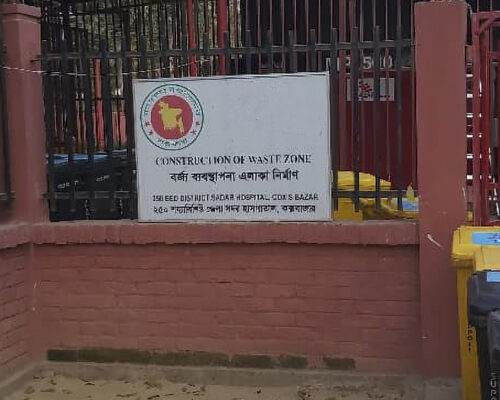 CONSTRUCTION OF WASTE ZONE
বর্জ্য ব্যবস্থাপনা এলাকা নির্মাণ
250 BED DISTRICT SADAR HOSPITAL, COX'S BAZAR
২৫০ শয্যাবিশিষ্ট জেলা সদর হাসপাতাল, কক্সবাজার